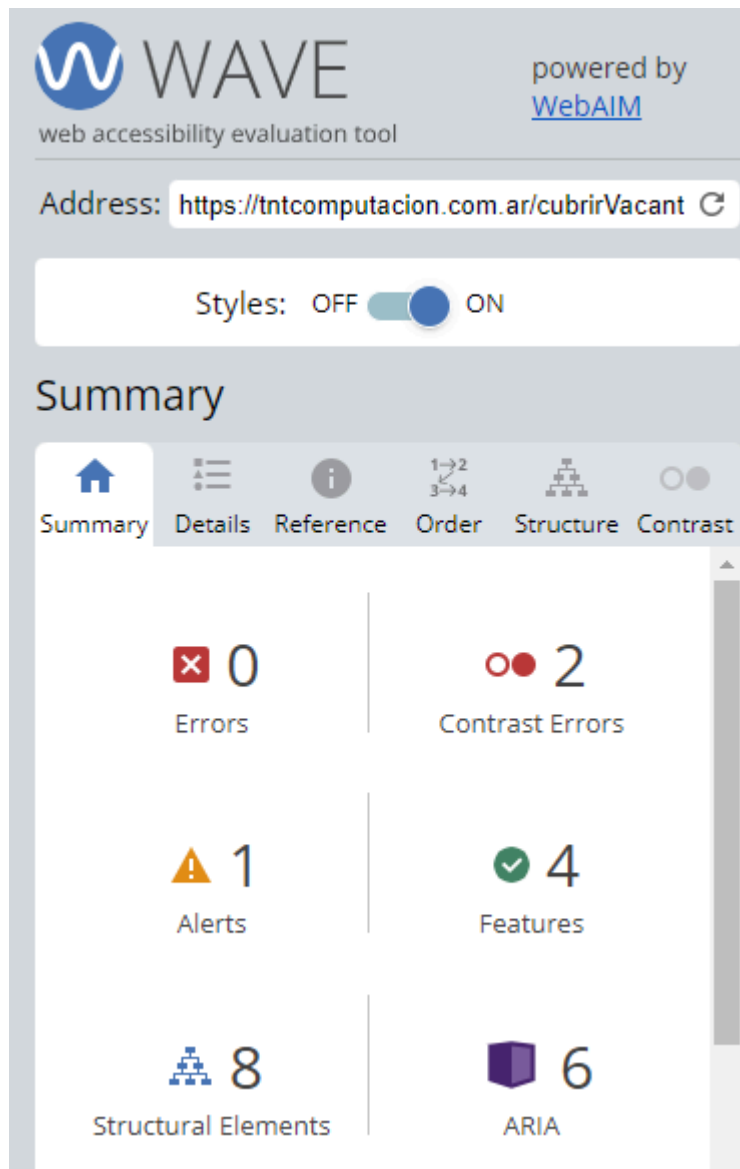 WAVE
powered by
WebAIM
web accessibility evaluation tool
Address: https://tntcomputacion.com.ar/cubrirVacant
Styles: OFF ON
Summary
1→2
3→4
Summary Details Reference Order Structure Contrast
0 2
Errors Contrast Errors
1 4
Alerts Features
8 6
Structural Elements ARIA